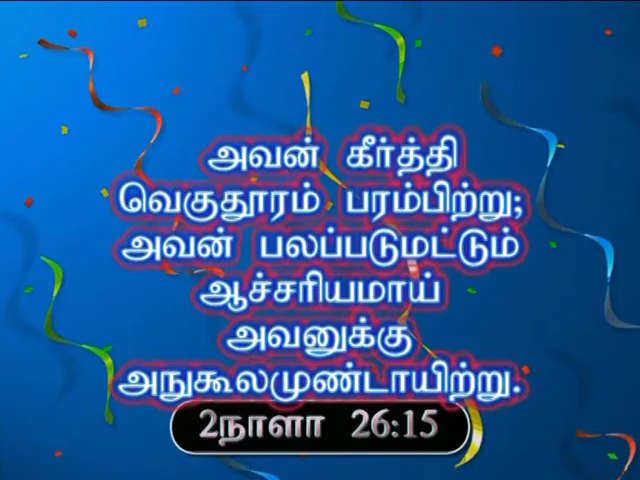 அவன் கீர்த்தி
வெகுதூரம் பரம்பிற்று;
அவன் பலப்படுமட்டும்
ஆச்சரியமாய்
அவனுக்கு
அநுகூலமுண்டாயிற்று.
2நாளா 26:15